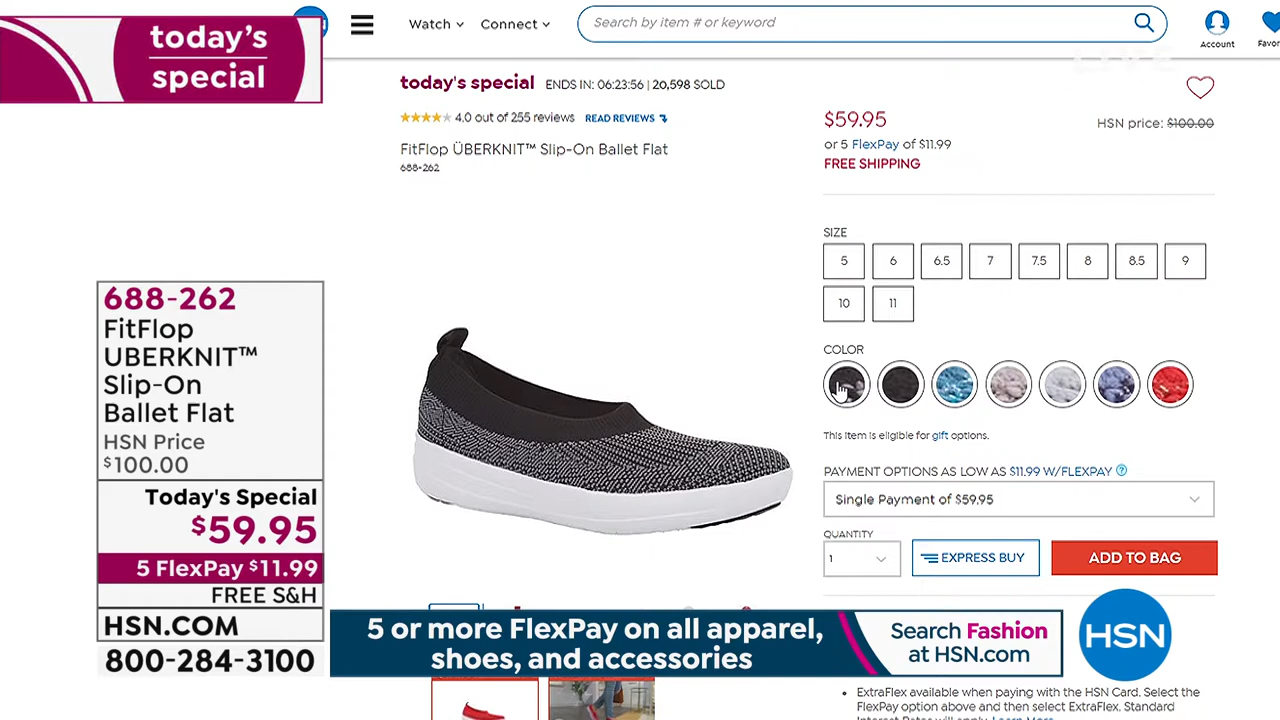 today's
special
Watch
Connect
Search by item # or keyword
Account
today's special ENDS IN: 06:23:56 | 20,598 SOLD
4.0 out of 255 reviews READ REVIEWS
FitFlop ÜBERKNIT™ Slip-On Ballet Flat
688-262
$59.95
HSN price: $100.00
or 5 FlexPay of $11.99
FREE SHIPPING
SIZE
5 6 6.5 7 7.5 8 8.5 9
10 11
COLOR
This item is eligible for gift options.
PAYMENT OPTIONS AS LOW AS $11.99 W/FLEXPAY ?
Single Payment of $59.95
QUANTITY
1
EXPRESS BUY
ADD TO BAG
688-262
FitFlop
UBERKNIT™
Slip-On
Ballet Flat
HSN Price
$100.00
Today's Special
$59.95
5 FlexPay $11.99
FREE S&H
HSN.COM
800-284-3100
5 or more FlexPay on all apparel,
shoes, and accessories
Search Fashion
at HSN.com
HSN
• ExtraFlex available when paying with the HSN Card. Select the
FlexPay option above and then select ExtraFlex. Standard